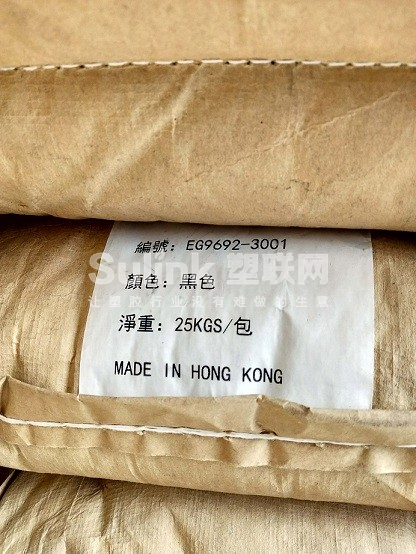 編號: EG9692-3001
Sulink 塑联网
顏色: 黑色
让塑胶行业没有难做的生意
淨重: 25KGS/包
MADE IN HONG KONG